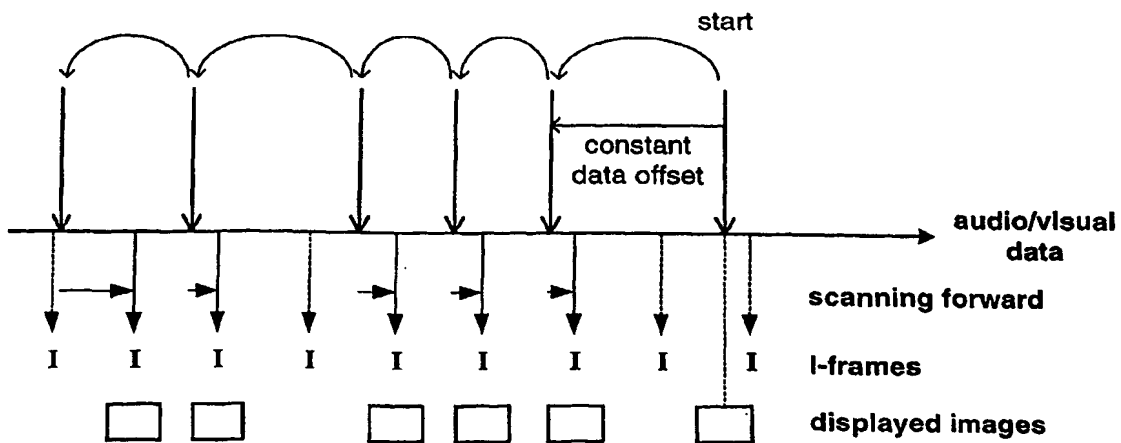 start
constant
data offset
audio/visual
data
scanning forward
I I I I I I I I I
I-frames
displayed images